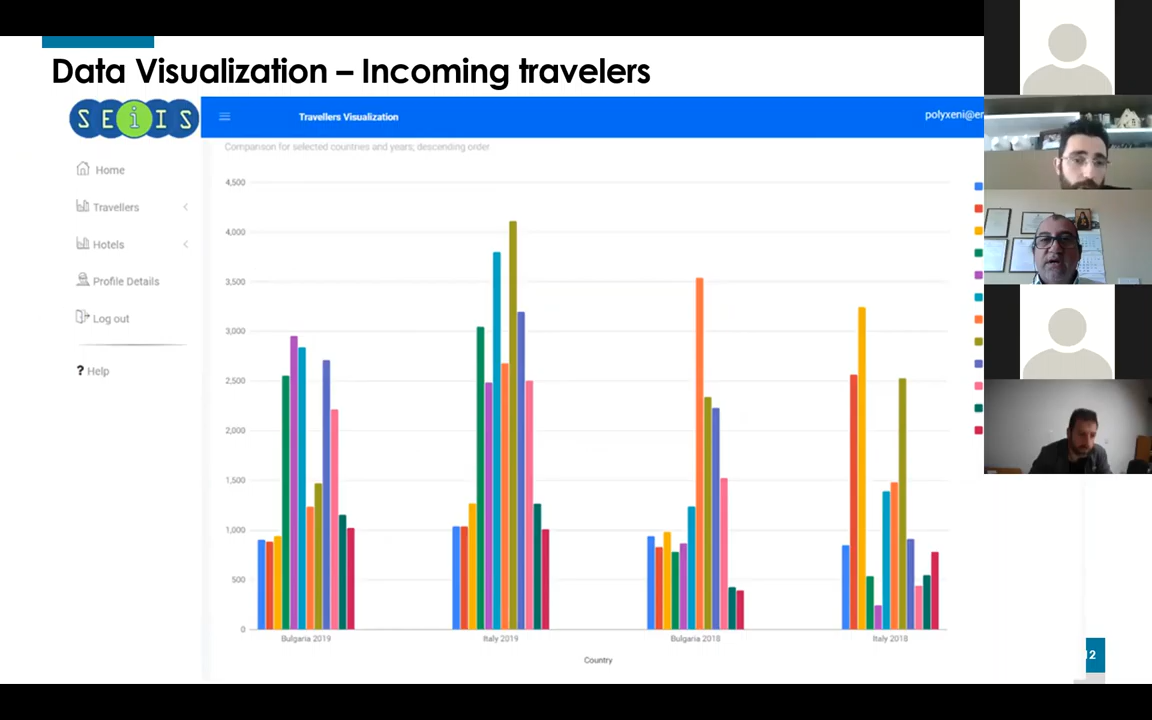 Data Visualization – Incoming travelers
SEiIS
Travellers Visualization
polyxeni@e
Comparison for selected countries and years; descending order
Home
Travellers
Hotels
Profile Details
Log out
? Help
4,500
4,000
3,500
3,000
2,500
2,000
1,500
1,000
500
0
Bulgaria 2019
Italy 2019
Bulgaria 2018
Italy 2018
Country
12